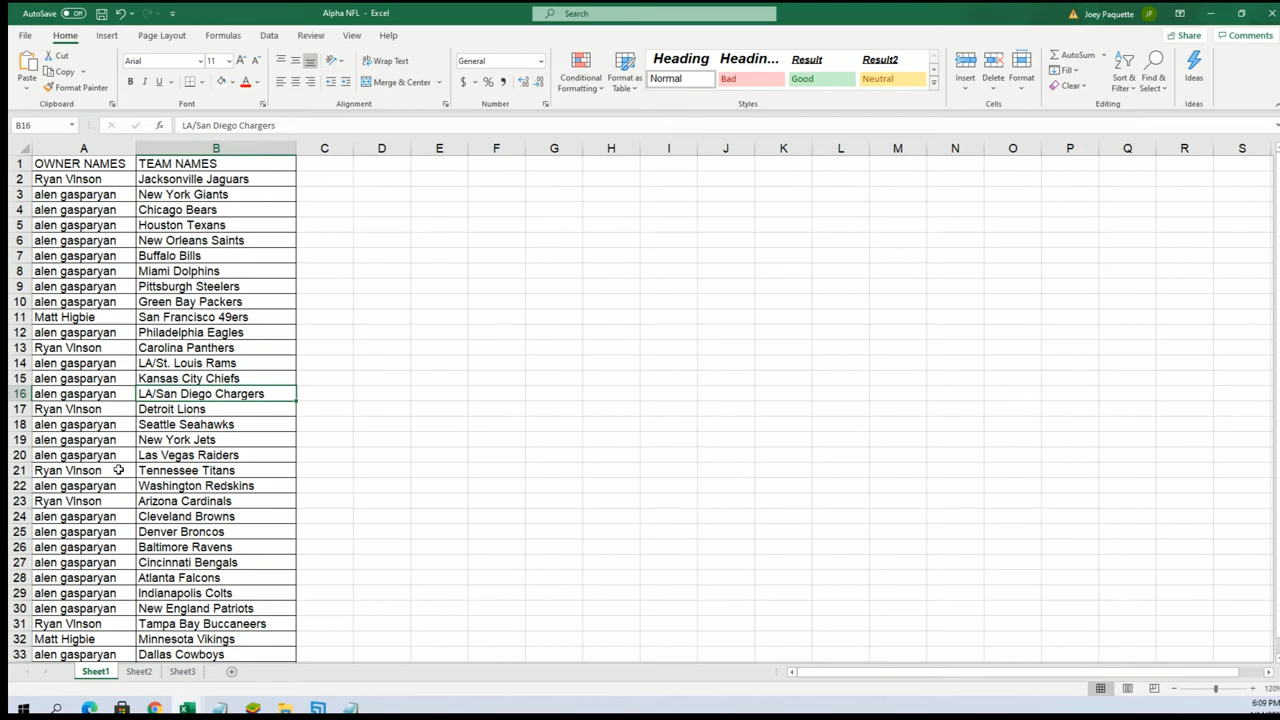 AutoSave Off Alpha NFL - Excel Search Joey Paquette JP
File Home Insert Page Layout Formulas Data Review View Help Share Comments
Cut Arial 11 Wrap Text General Heading Headin... Result Result2 AutoSum
Copy Fill
Paste Format Painter Merge & Center Conditional Formatting Format as Table Normal Bad Good Neutral Insert Delete Format Clear Sort & Filter Find & Select Ideas
Clipboard Font Alignment Number Styles Cells Editing Ideas
B16 fx LA/San Diego Chargers
A B C D E F G H I J K L M N O P Q R S
1 OWNER NAMES TEAM NAMES
2 Ryan VInson Jacksonville Jaguars
3 alen gasparyan New York Giants
4 alen gasparyan Chicago Bears
5 alen gasparyan Houston Texans
6 alen gasparyan New Orleans Saints
7 alen gasparyan Buffalo Bills
8 alen gasparyan Miami Dolphins
9 alen gasparyan Pittsburgh Steelers
10 alen gasparyan Green Bay Packers
11 Matt Higbie San Francisco 49ers
12 alen gasparyan Philadelphia Eagles
13 Ryan VInson Carolina Panthers
14 alen gasparyan LA/St. Louis Rams
15 alen gasparyan Kansas City Chiefs
16 alen gasparyan LA/San Diego Chargers
17 Ryan VInson Detroit Lions
18 alen gasparyan Seattle Seahawks
19 alen gasparyan New York Jets
20 alen gasparyan Las Vegas Raiders
21 Ryan VInson Tennessee Titans
22 alen gasparyan Washington Redskins
23 Ryan VInson Arizona Cardinals
24 alen gasparyan Cleveland Browns
25 alen gasparyan Denver Broncos
26 alen gasparyan Baltimore Ravens
27 alen gasparyan Cincinnati Bengals
28 alen gasparyan Atlanta Falcons
29 alen gasparyan Indianapolis Colts
30 alen gasparyan New England Patriots
31 Ryan VInson Tampa Bay Buccaneers
32 Matt Higbie Minnesota Vikings
33 alen gasparyan Dallas Cowboys
Sheet1 Sheet2 Sheet3
120%
6:09 PM